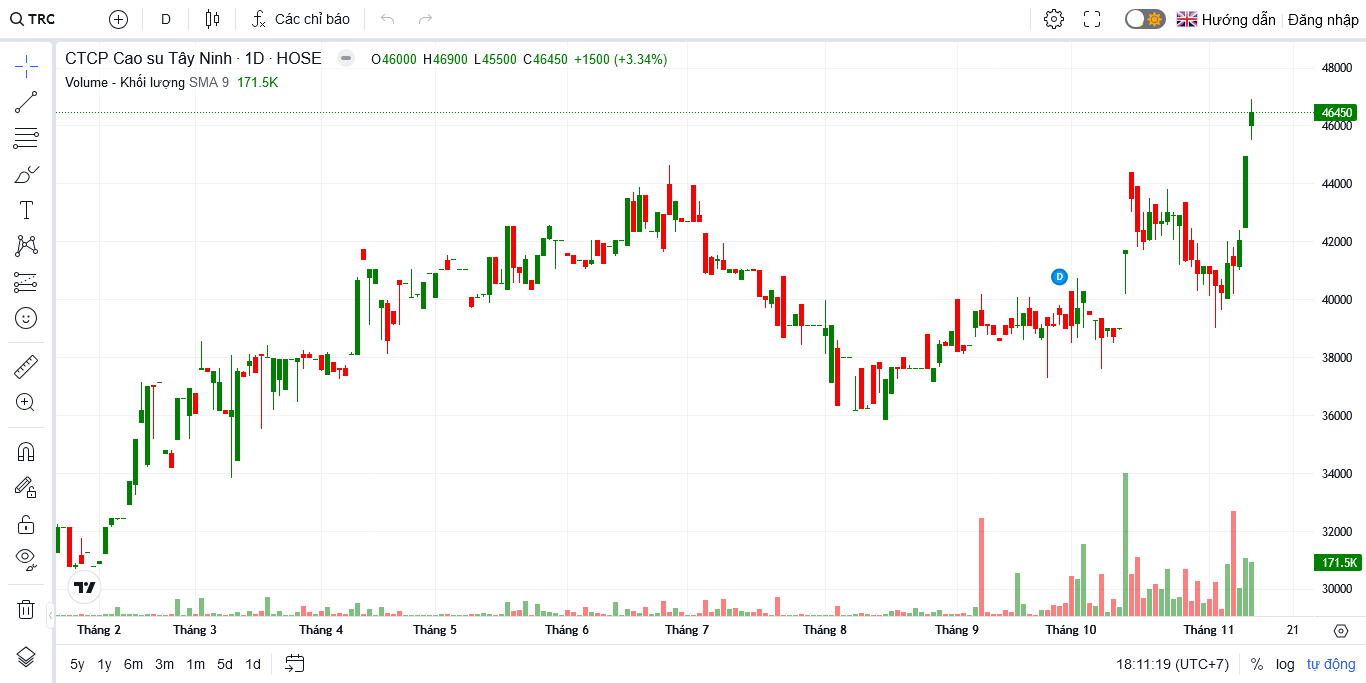 TRC D Các chỉ báo Hướng dẫn Đăng nhập
CTCP Cao su Tây Ninh · 1D · HOSE O46000 H46900 L45500 C46450 +1500 (+3.34%)
Volume - Khối lượng SMA 9 171.5K
48000
46450
46000
44000
42000
D
40000
38000
36000
34000
32000
171.5K
30000
Tháng 2 Tháng 3 Tháng 4 Tháng 5 Tháng 6 Tháng 7 Tháng 8 Tháng 9 Tháng 10 Tháng 11 21
5y 1y 6m 3m 1m 5d 1d 18:11:19 (UTC+7) % log tự động